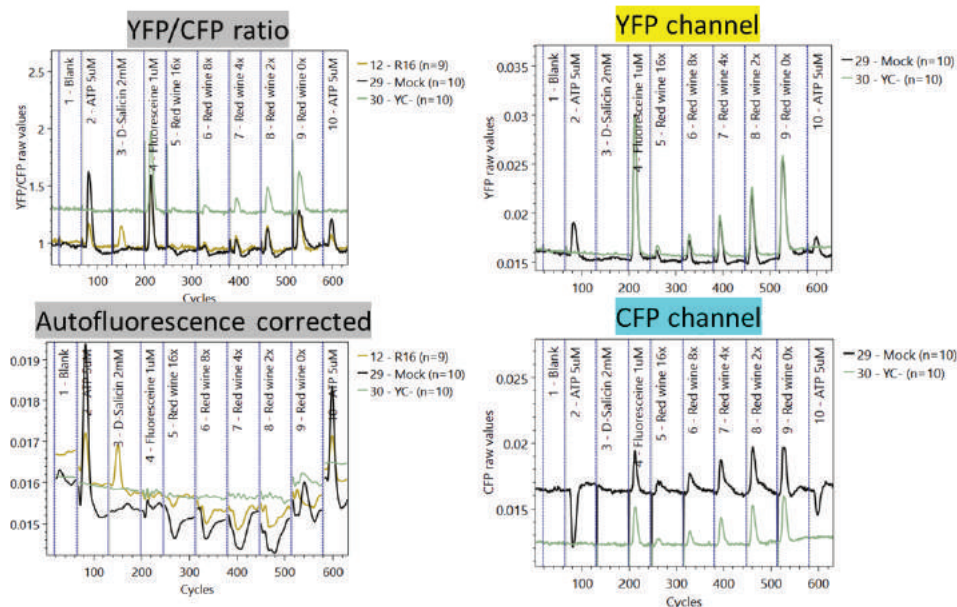 YFP/CFP ratio
YFP/CFP raw values
2.5
2
1.5
1
1 - Blank
2 - ATP 5uM
3 - D-Salicin 2mM
4 - Fluoresceine 1uM
5 - Red wine 16x
6 - Red wine 8x
7 - Red wine 4x
8 - Red wine 2x
9 - Red wine 0x
10 - ATP 5uM
100 200 300 400 500 600
Cycles
12 - R16 (n=9)
29 - Mock (n=10)
30 - YC- (n=10)
YFP channel
YFP raw values
0.035
0.03
0.025
0.02
0.015
1 - Blank
2 - ATP 5uM
3 - D-Salicin 2mM
4 - Fluoresceine 1uM
5 - Red wine 16x
6 - Red wine 8x
7 - Red wine 4x
8 - Red wine 2x
9 - Red wine 0x
10 - ATP 5uM
0 100 200 300 400 500 600
Cycles
29 - Mock (n=10)
30 - YC- (n=10)
Autofluorescence corrected
0.019
0.018
0.017
0.016
0.015
1 - Blank
2 - ATP 5uM
3 - D-Salicin 2mM
4 - Fluoresceine 1uM
5 - Red wine 16x
6 - Red wine 8x
7 - Red wine 4x
8 - Red wine 2x
9 - Red wine 0x
10 - ATP 5uM
100 200 300 400 500 600
Cycles
12 - R16 (n=9)
29 - Mock (n=10)
30 - YC- (n=10)
CFP channel
CFP raw values
0.025
0.02
0.015
1 - Blank
2 - ATP 5uM
3 - D-Salicin 2mM
4 - Fluoresceine 1uM
5 - Red wine 16x
6 - Red wine 8x
7 - Red wine 4x
8 - Red wine 2x
9 - Red wine 0x
10 - ATP 5uM
0 100 200 300 400 500 600
Cycles
29 - Mock (n=10)
30 - YC- (n=10)